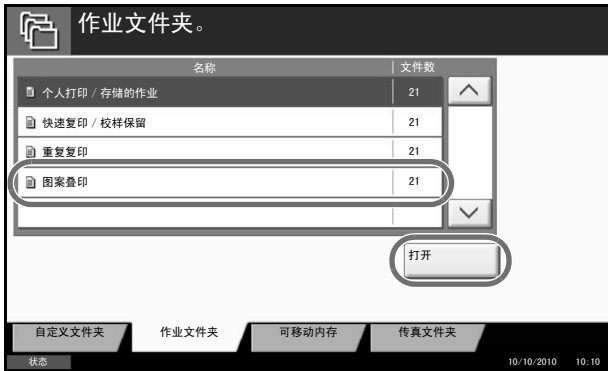 作业文件夹。
名称 文件数
个人打印 / 存储的作业 21
快速复印 / 校样保留 21
重复复印 21
图案叠印 21
打开
自定义文件夹 作业文件夹 可移动内存 传真文件夹
状态 10/10/2010 10:10